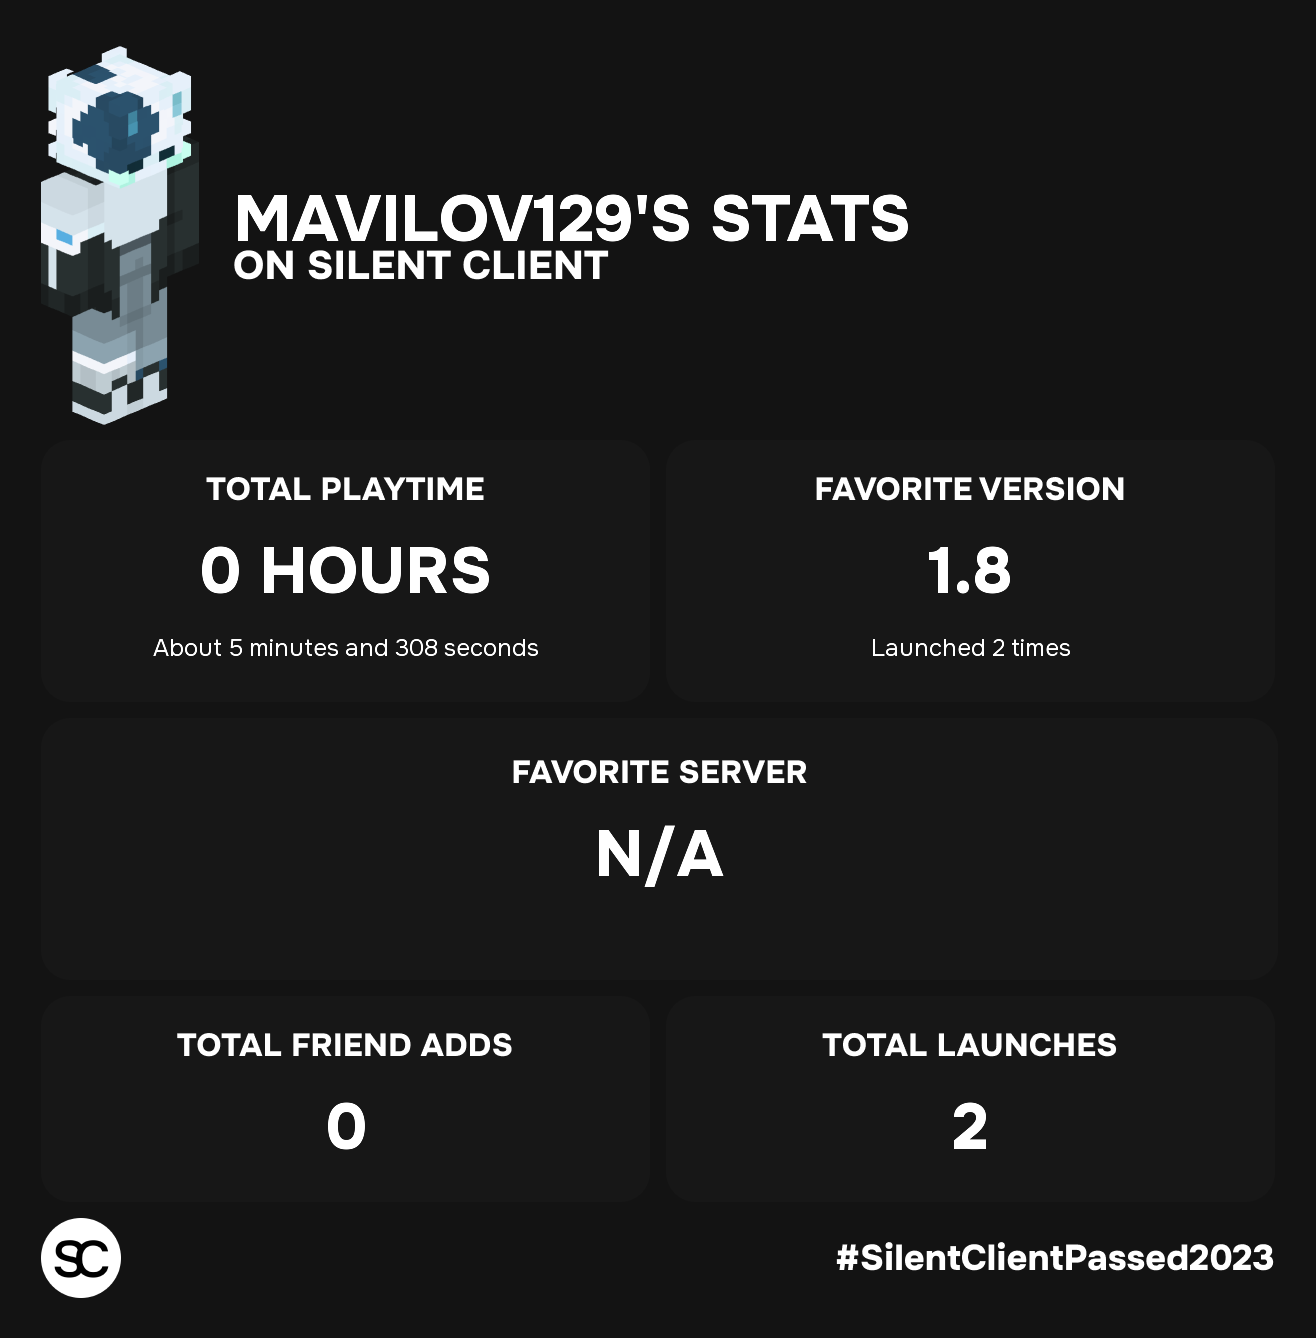 MAVILOV129'S STATS
ON SILENT CLIENT
TOTAL PLAYTIME
0 HOURS
About 5 minutes and 308 seconds
FAVORITE VERSION
1.8
Launched 2 times
FAVORITE SERVER
N/A
TOTAL FRIEND ADDS
0
TOTAL LAUNCHES
2
SC
#SilentClientPassed2023